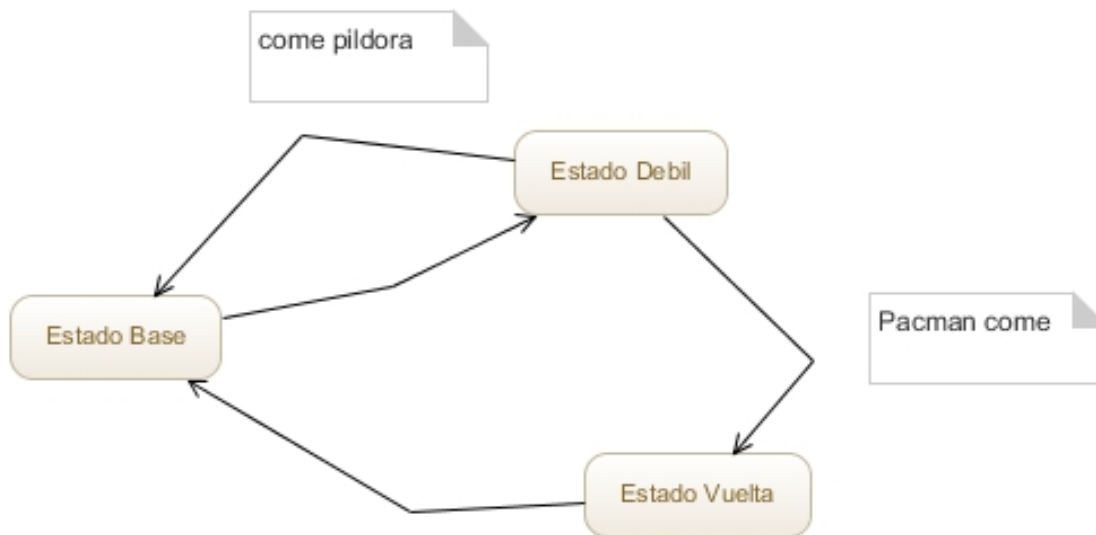 come pildora
Estado Debil
Estado Base
Pacman come
Estado Vuelta